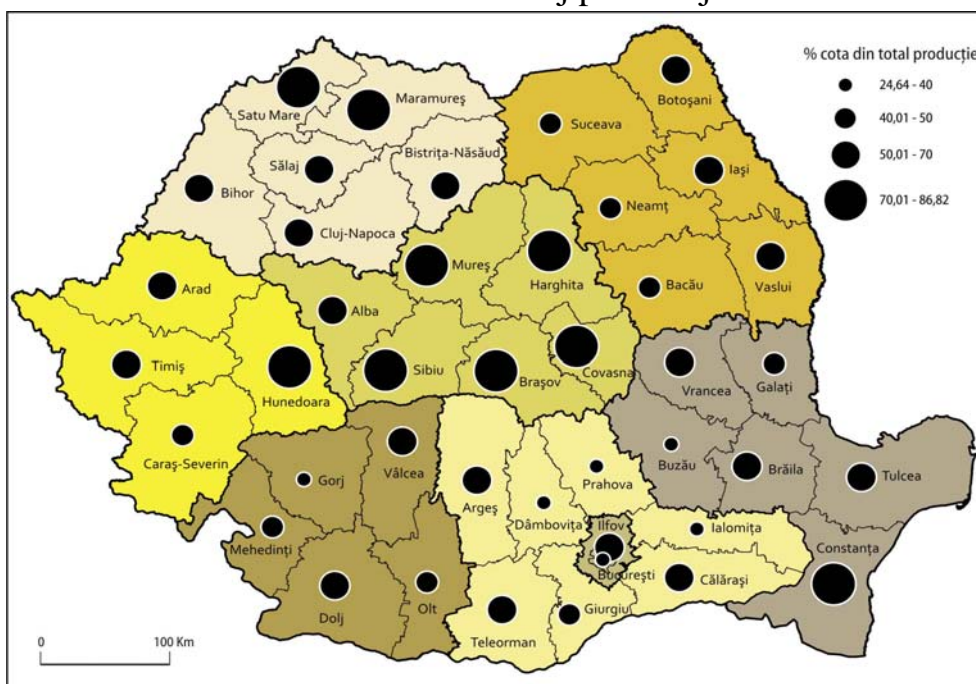 % cota din total producție
24,64 - 40
40,01 - 50
50,01 - 70
70,01 - 86,82
Botoșani
Maramureș
Satu Mare
Suceava
Bistrița-Năsăud
Sălaj
Iași
Bihor
Neamț
Cluj-Napoca
Mureș
Harghita
Arad
Bacău
Vaslui
Alba
Timiș
Sibiu
Brașov
Covasna
Vrancea
Galați
Hunedoara
Caraș-Severin
Vâlcea
Gorj
Buzău
Brăila
Tulcea
Prahova
Argeș
Dâmbovița
Ilfov
Ialomița
Mehedinți
Constanța
București
Călărași
Dolj
Olt
Giurgiu
Teleorman
0 100 Km